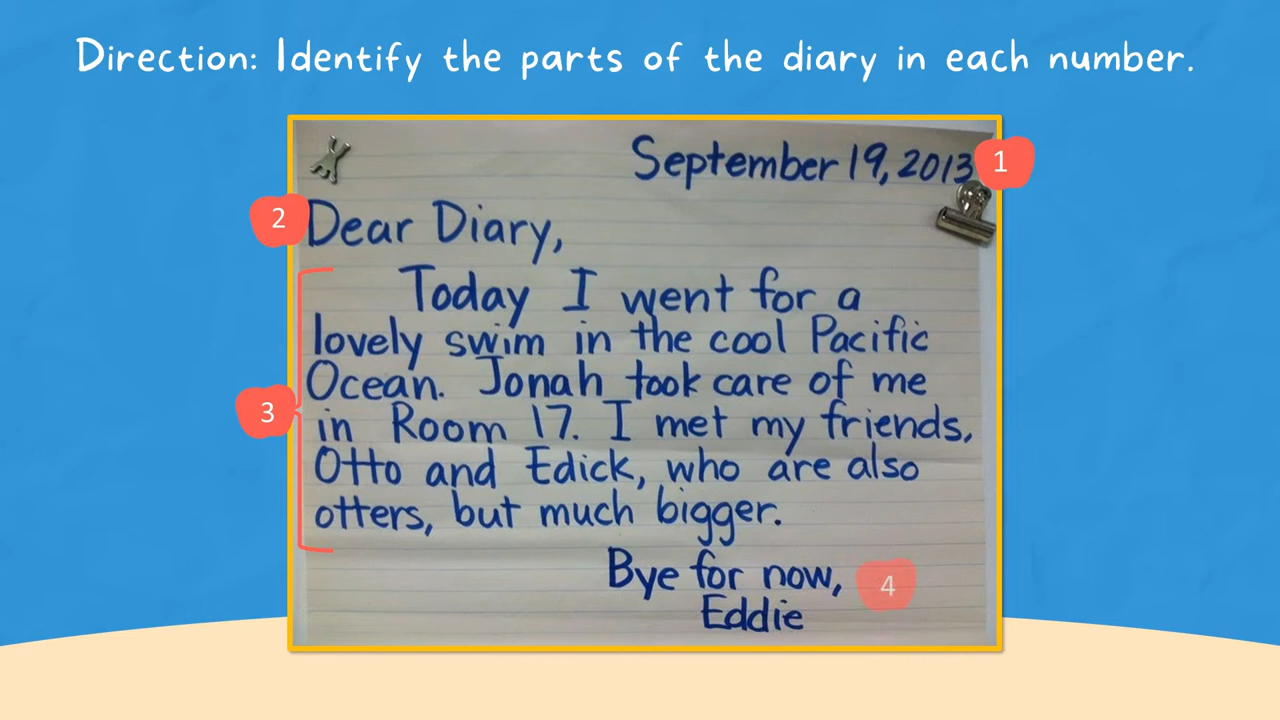 Direction: Identify the parts of the diary in each number.
September 19, 2013
1
2
Dear Diary,
Today I went for a
lovely swim in the cool Pacific
Ocean. Jonah took care of me
3
in Room 17. I met my friends,
Otto and Edick, who are also
otters, but much bigger.
Bye for now,
4
Eddie